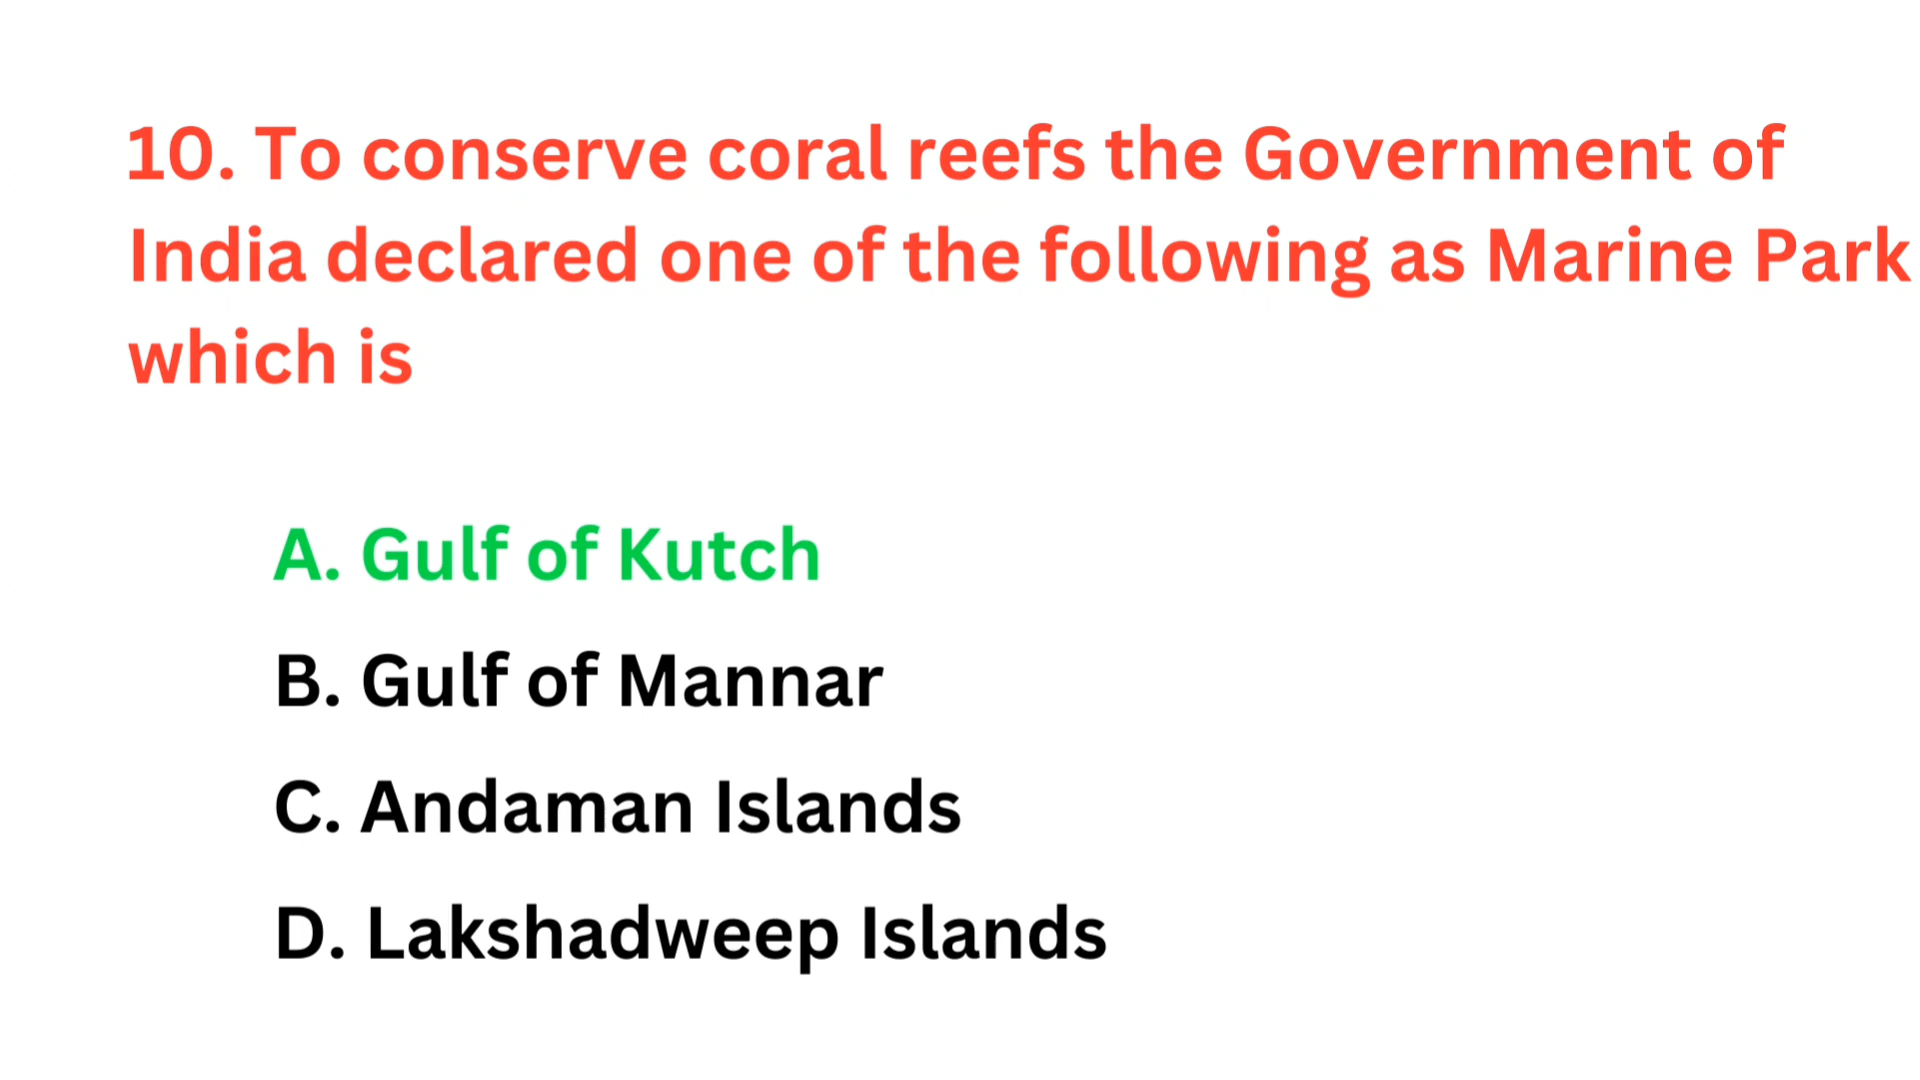 10. To conserve coral reefs the Government of
India declared one of the following as Marine Park
which is
A. Gulf of Kutch
B. Gulf of Mannar
C. Andaman Islands
D. Lakshadweep Islands